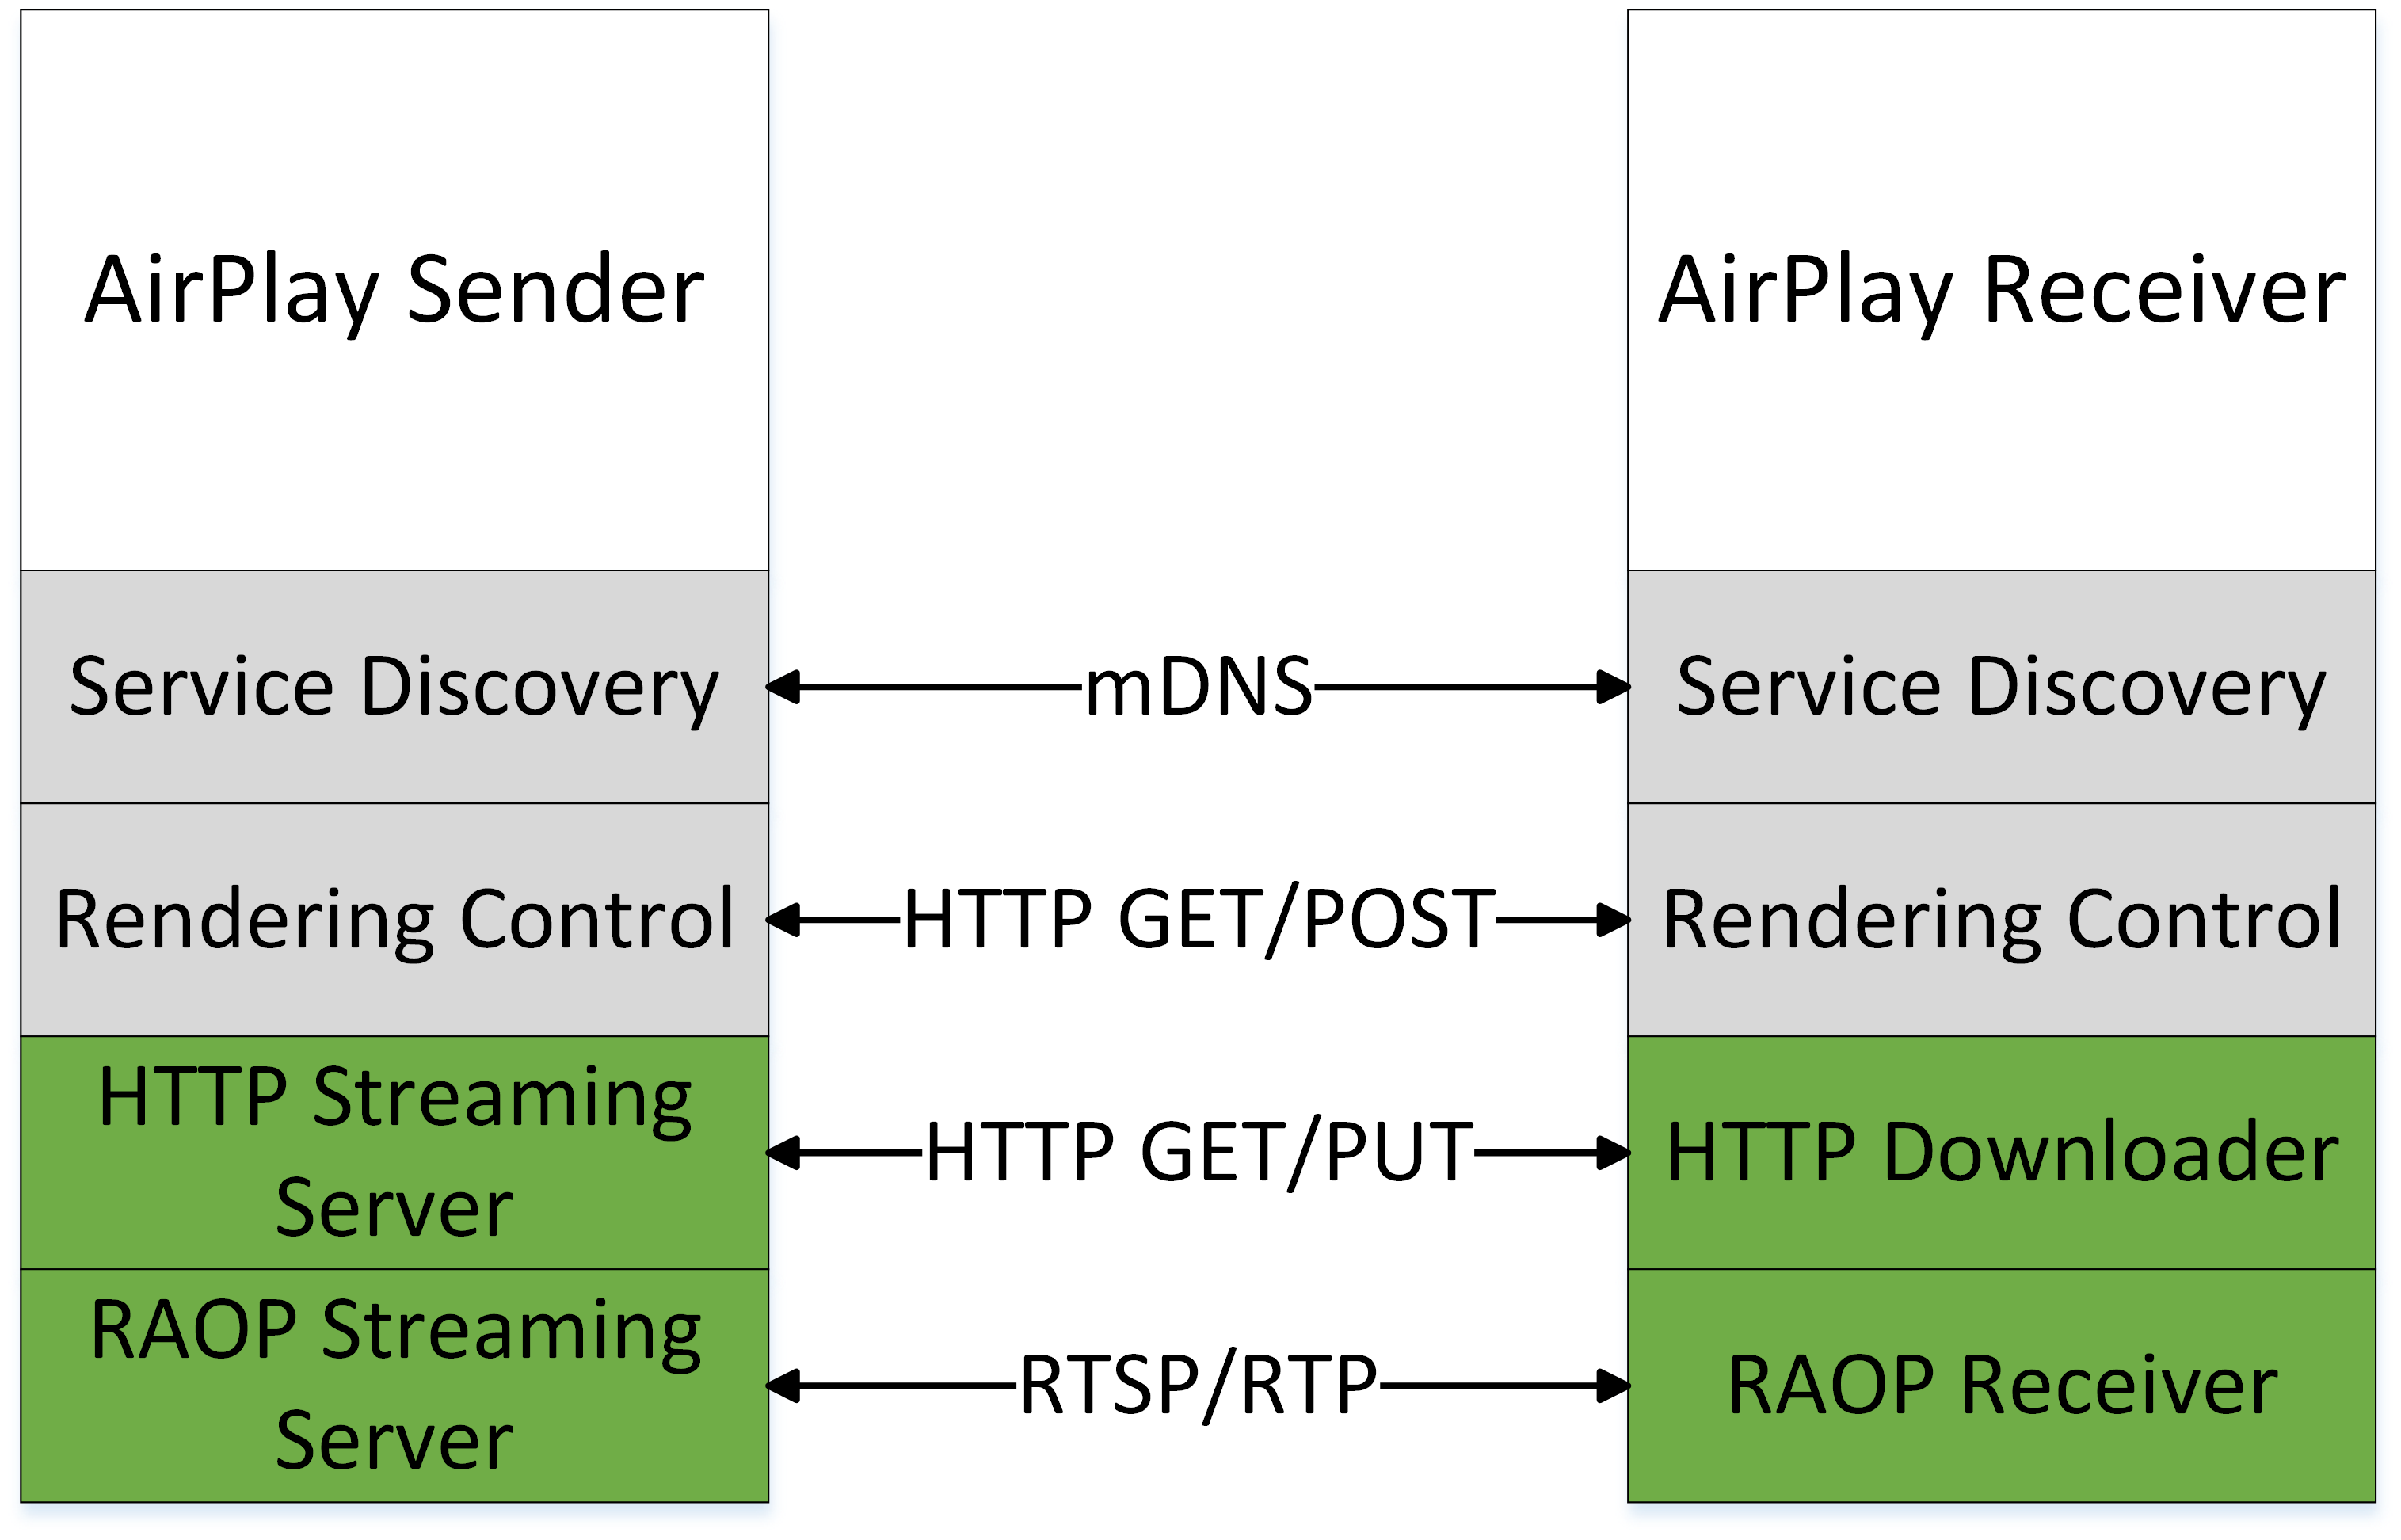 AirPlay Sender
AirPlay Receiver
Service Discovery
mDNS
Service Discovery
Rendering Control
HTTP GET/POST
Rendering Control
HTTP Streaming
Server
HTTP GET/PUT
HTTP Downloader
RAOP Streaming
Server
RTSP/RTP
RAOP Receiver